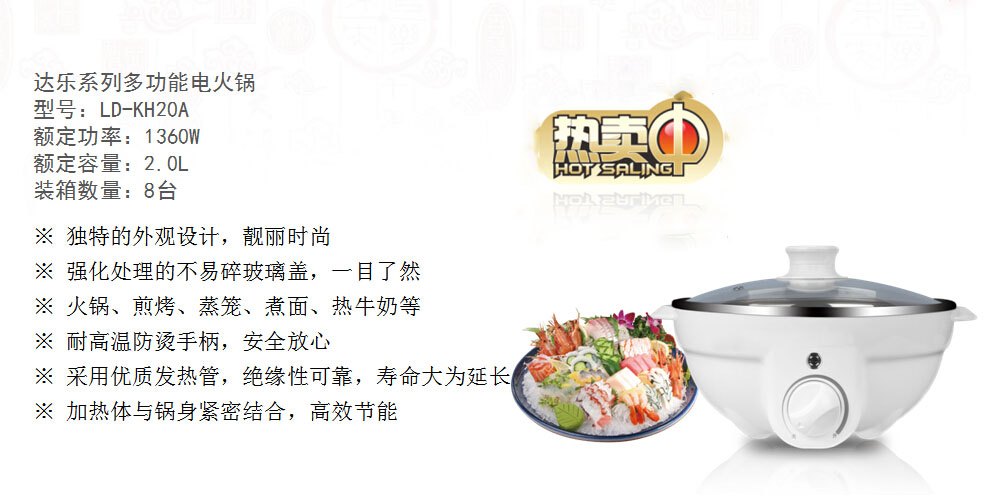 达乐系列多功能电火锅
型号：LD-KH20A
额定功率：1360W
额定容量：2.0L
装箱数量：8台
※ 独特的外观设计，靓丽时尚
※ 强化处理的不易碎玻璃盖，一目了然
※ 火锅、煎烤、蒸笼、煮面、热牛奶等
※ 耐高温防烫手柄，安全放心
※ 采用优质发热管，绝缘性可靠，寿命大为延长
※ 加热体与锅身紧密结合，高效节能
热卖中
HOT SALING